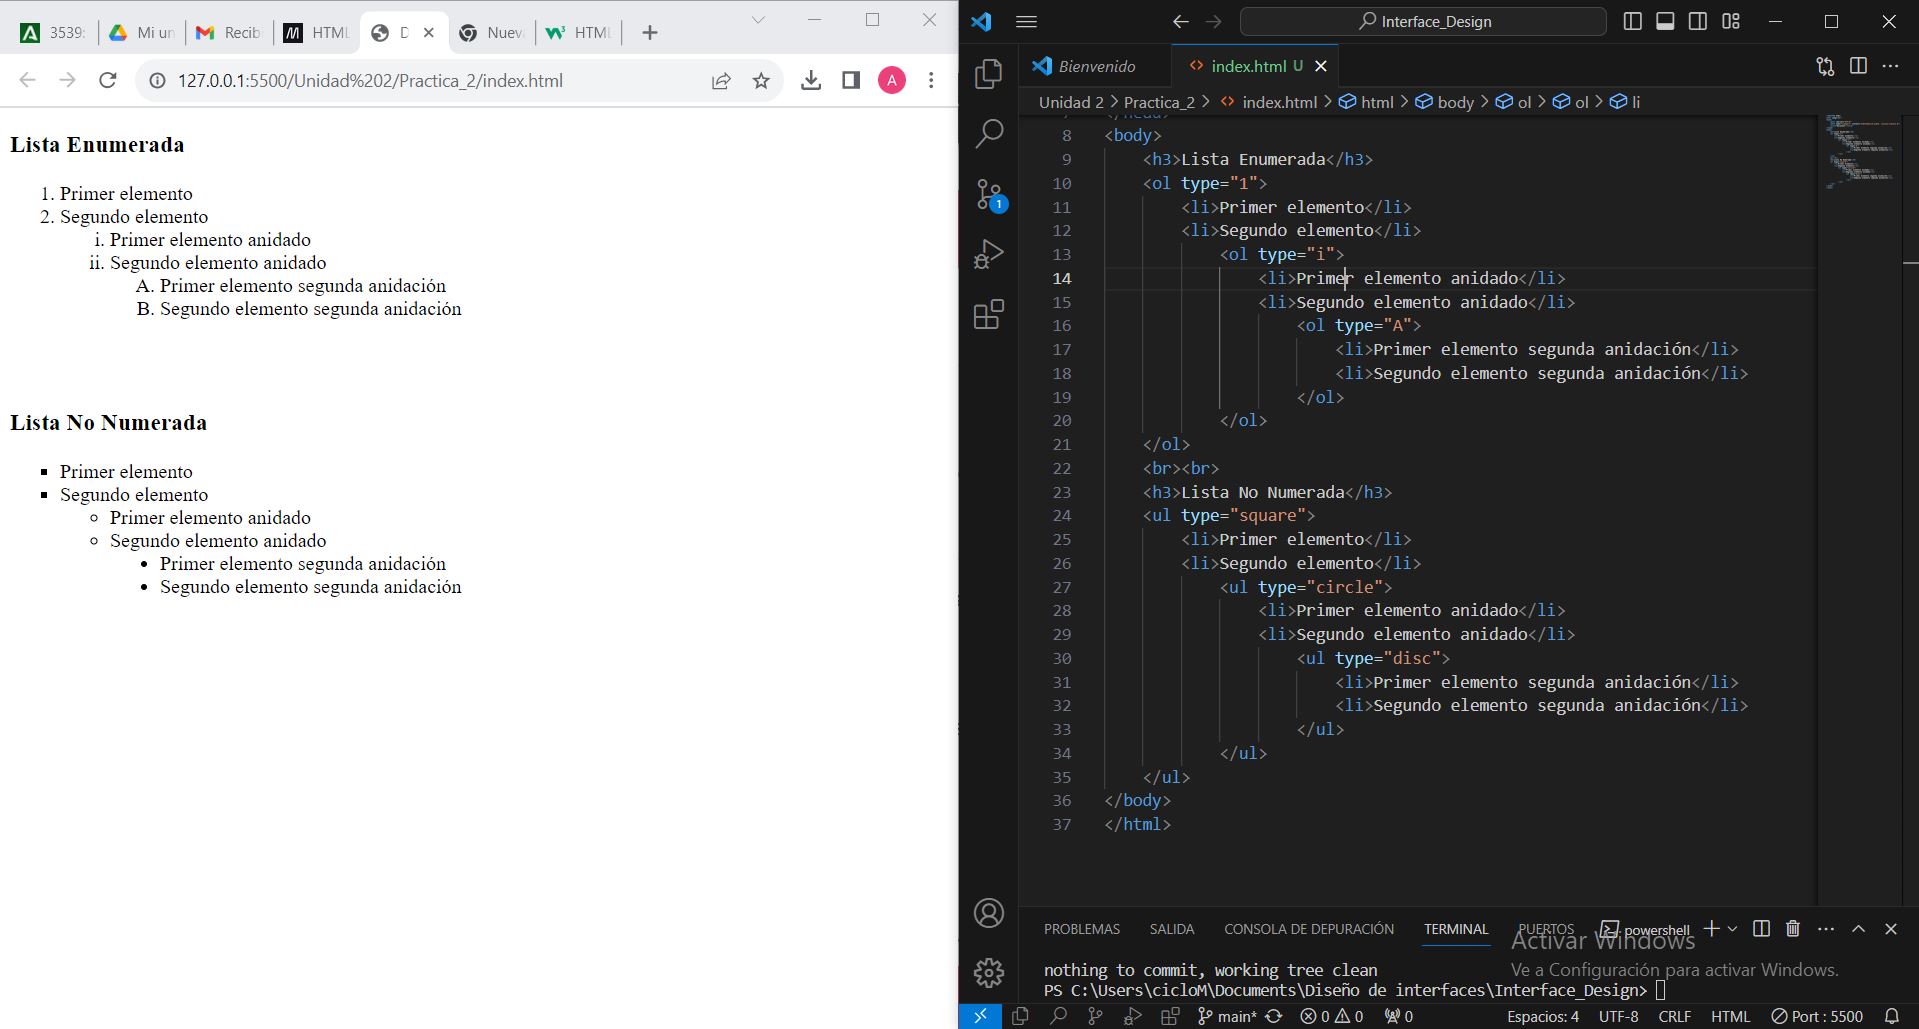 3539:
Mi un
Recib
HTML
D
Nueva
HTML
127.0.0.1:5500/Unidad%202/Practica_2/index.html
A
Lista Enumerada
1. Primer elemento
2. Segundo elemento
i. Primer elemento anidado
ii. Segundo elemento anidado
A. Primer elemento segunda anidación
B. Segundo elemento segunda anidación
Lista No Numerada
Primer elemento
Segundo elemento
Primer elemento anidado
Segundo elemento anidado
Primer elemento segunda anidación
Segundo elemento segunda anidación
Interface_Design
Bienvenido
index.html U
Unidad 2 > Practica_2 > index.html > html > body > ol > ol > li
1
7 </head>
8 <body>
9 <h3>Lista Enumerada</h3>
10 <ol type="1">
11 <li>Primer elemento</li>
12 <li>Segundo elemento</li>
13 <ol type="i">
14 <li>Primer elemento anidado</li>
15 <li>Segundo elemento anidado</li>
16 <ol type="A">
17 <li>Primer elemento segunda anidación</li>
18 <li>Segundo elemento segunda anidación</li>
19 </ol>
20 </ol>
21 </ol>
22 <br><br>
23 <h3>Lista No Numerada</h3>
24 <ul type="square">
25 <li>Primer elemento</li>
26 <li>Segundo elemento</li>
27 <ul type="circle">
28 <li>Primer elemento anidado</li>
29 <li>Segundo elemento anidado</li>
30 <ul type="disc">
31 <li>Primer elemento segunda anidación</li>
32 <li>Segundo elemento segunda anidación</li>
33 </ul>
34 </ul>
35 </ul>
36 </body>
37 </html>
PROBLEMAS SALIDA CONSOLA DE DEPURACIÓN TERMINAL PUERTOS powershell
Activar Windows
Ve a Configuración para activar Windows.
nothing to commit, working tree clean
PS C:\Users\cicloM\Documents\Diseño de interfaces\Interface_Design>
main* 0 0 0 Espacios: 4 UTF-8 CRLF HTML Port : 5500